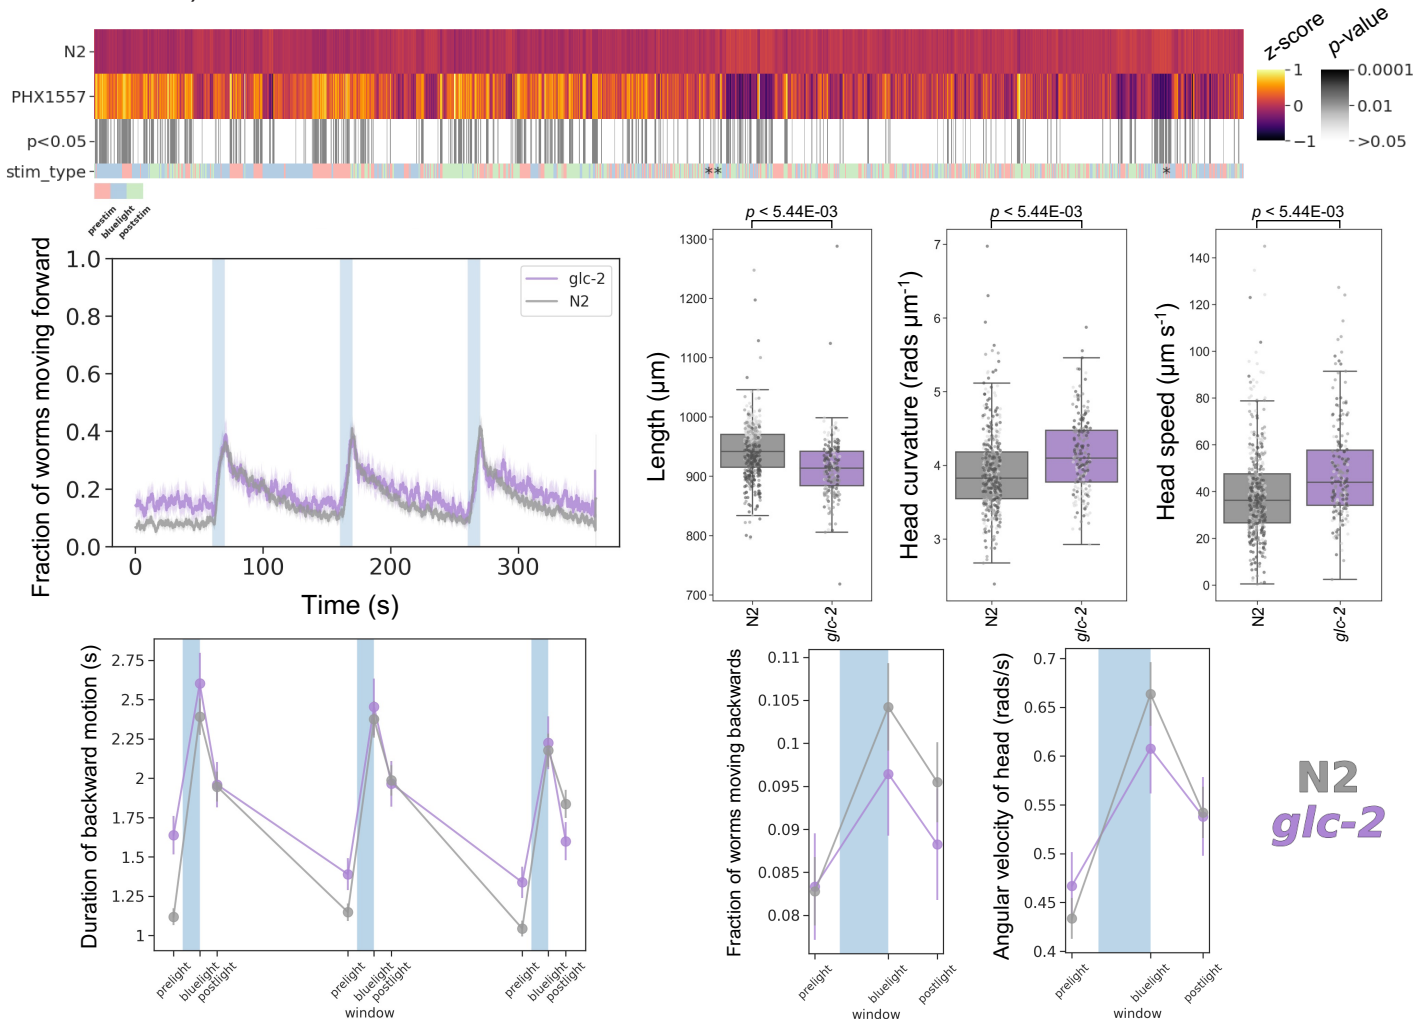 N2
PHX1557
p<0.05
stim_type
**
*
prestim
bluelight
poststim
z-score
1
0
−1
p-value
0.0001
0.01
>0.05
Fraction of worms moving forward
1.0
0.8
0.6
0.4
0.2
0.0
0
100
200
300
Time (s)
glc-2
N2
p < 5.44E-03
Length (µm)
1300
1200
1100
1000
900
800
700
N2
glc-2
p < 5.44E-03
Head curvature (rads µm-1)
7
6
5
4
3
N2
glc-2
p < 5.44E-03
Head speed (µm s-1)
140
120
100
80
60
40
20
0
N2
glc-2
Duration of backward motion (s)
2.75
2.5
2.25
2
1.75
1.5
1.25
1
prelight
bluelight
postlight
prelight
bluelight
postlight
prelight
bluelight
postlight
window
Fraction of worms moving backwards
0.11
0.105
0.1
0.095
0.09
0.085
0.08
prelight
bluelight
postlight
window
Angular velocity of head (rads/s)
0.7
0.65
0.6
0.55
0.5
0.45
0.4
prelight
bluelight
postlight
window
N2
glc-2